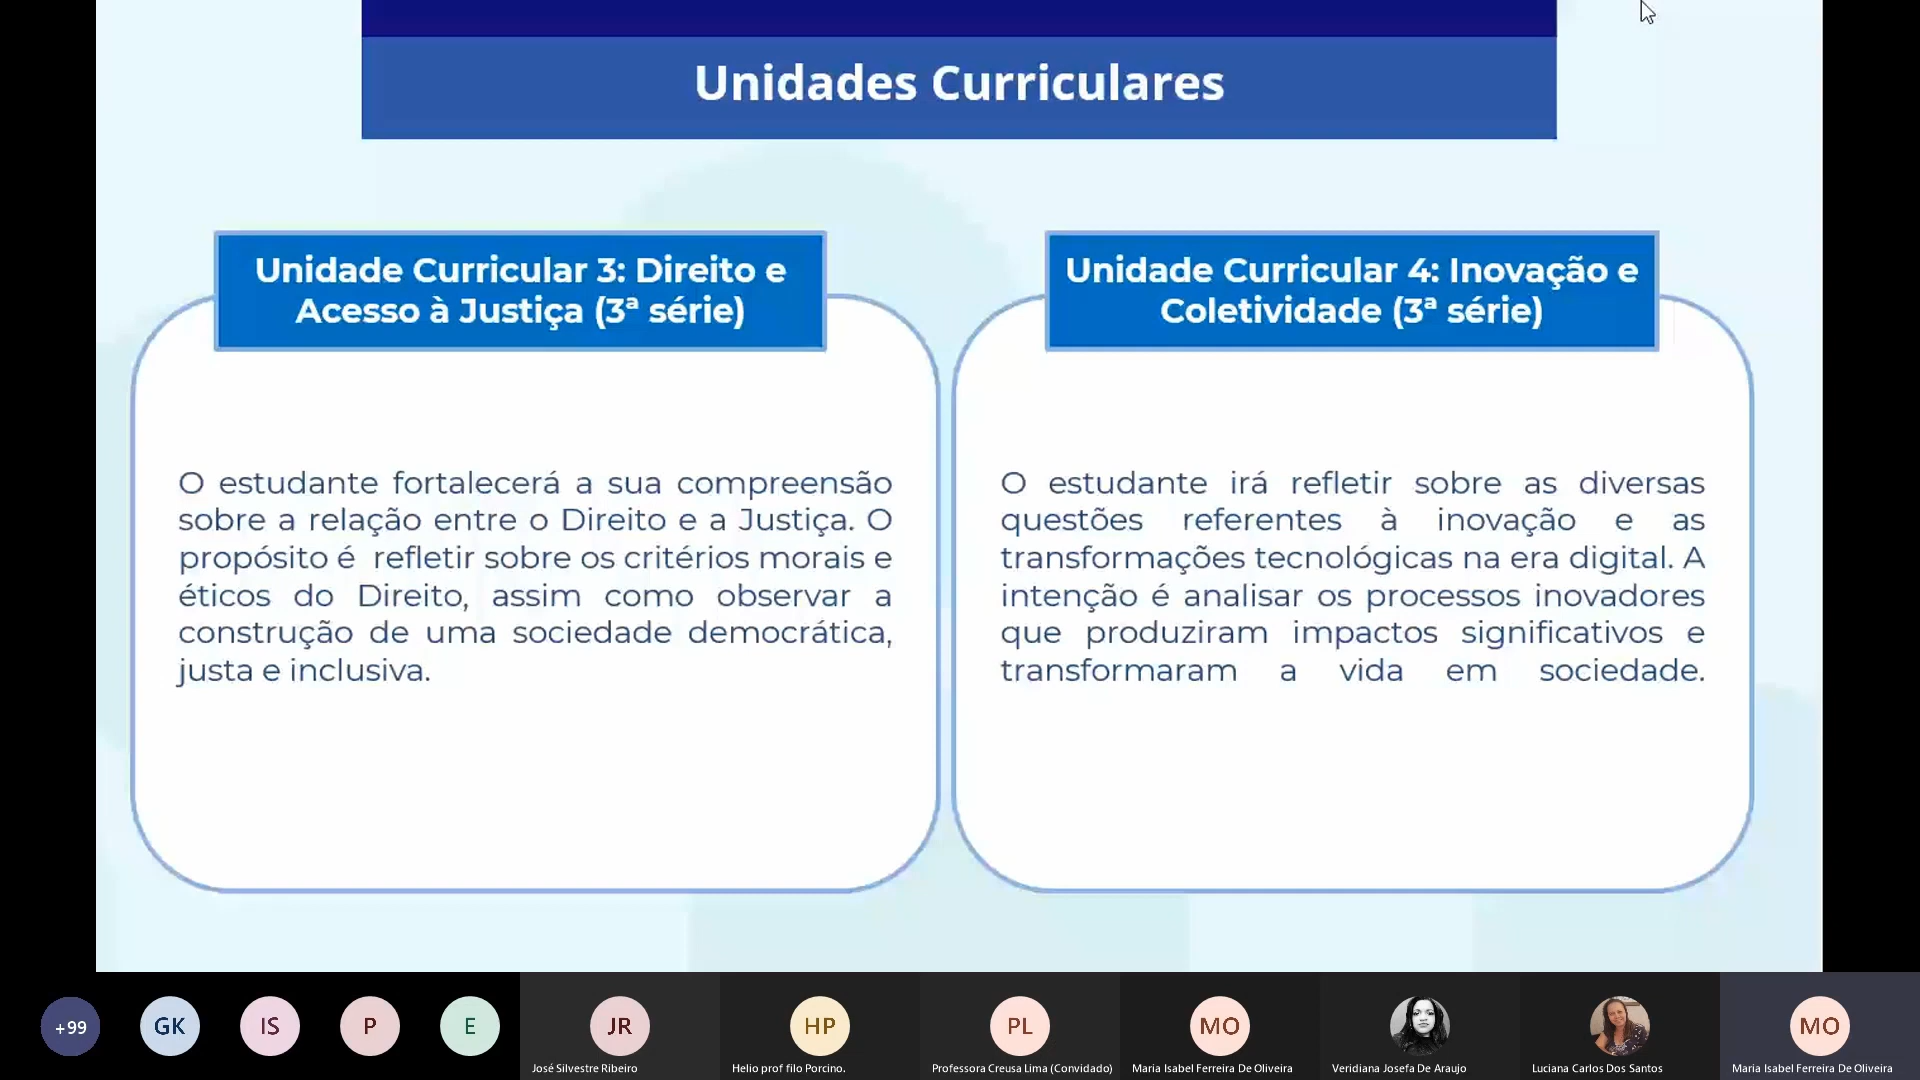 Unidades Curriculares
Unidade Curricular 3: Direito e
Acesso à Justiça (3ª série)
O estudante fortalecerá a sua compreensão
sobre a relação entre o Direito e a Justiça. O
propósito é refletir sobre os critérios morais e
éticos do Direito, assim como observar a
construção de uma sociedade democrática,
justa e inclusiva.
Unidade Curricular 4: Inovação e
Coletividade (3ª série)
O estudante irá refletir sobre as diversas
questões referentes à inovação e as
transformações tecnológicas na era digital. A
intenção é analisar os processos inovadores
que produziram impactos significativos e
transformaram a vida em sociedade.
+99
GK
IS
P
E
JR
José Silvestre Ribeiro
HP
Helio prof filo Porcino.
PL
Professora Creusa Lima (Convidado)
MO
Maria Isabel Ferreira De Oliveira
Veridiana Josefa De Araujo
Luciana Carlos Dos Santos
MO
Maria Isabel Ferreira De Oliveira